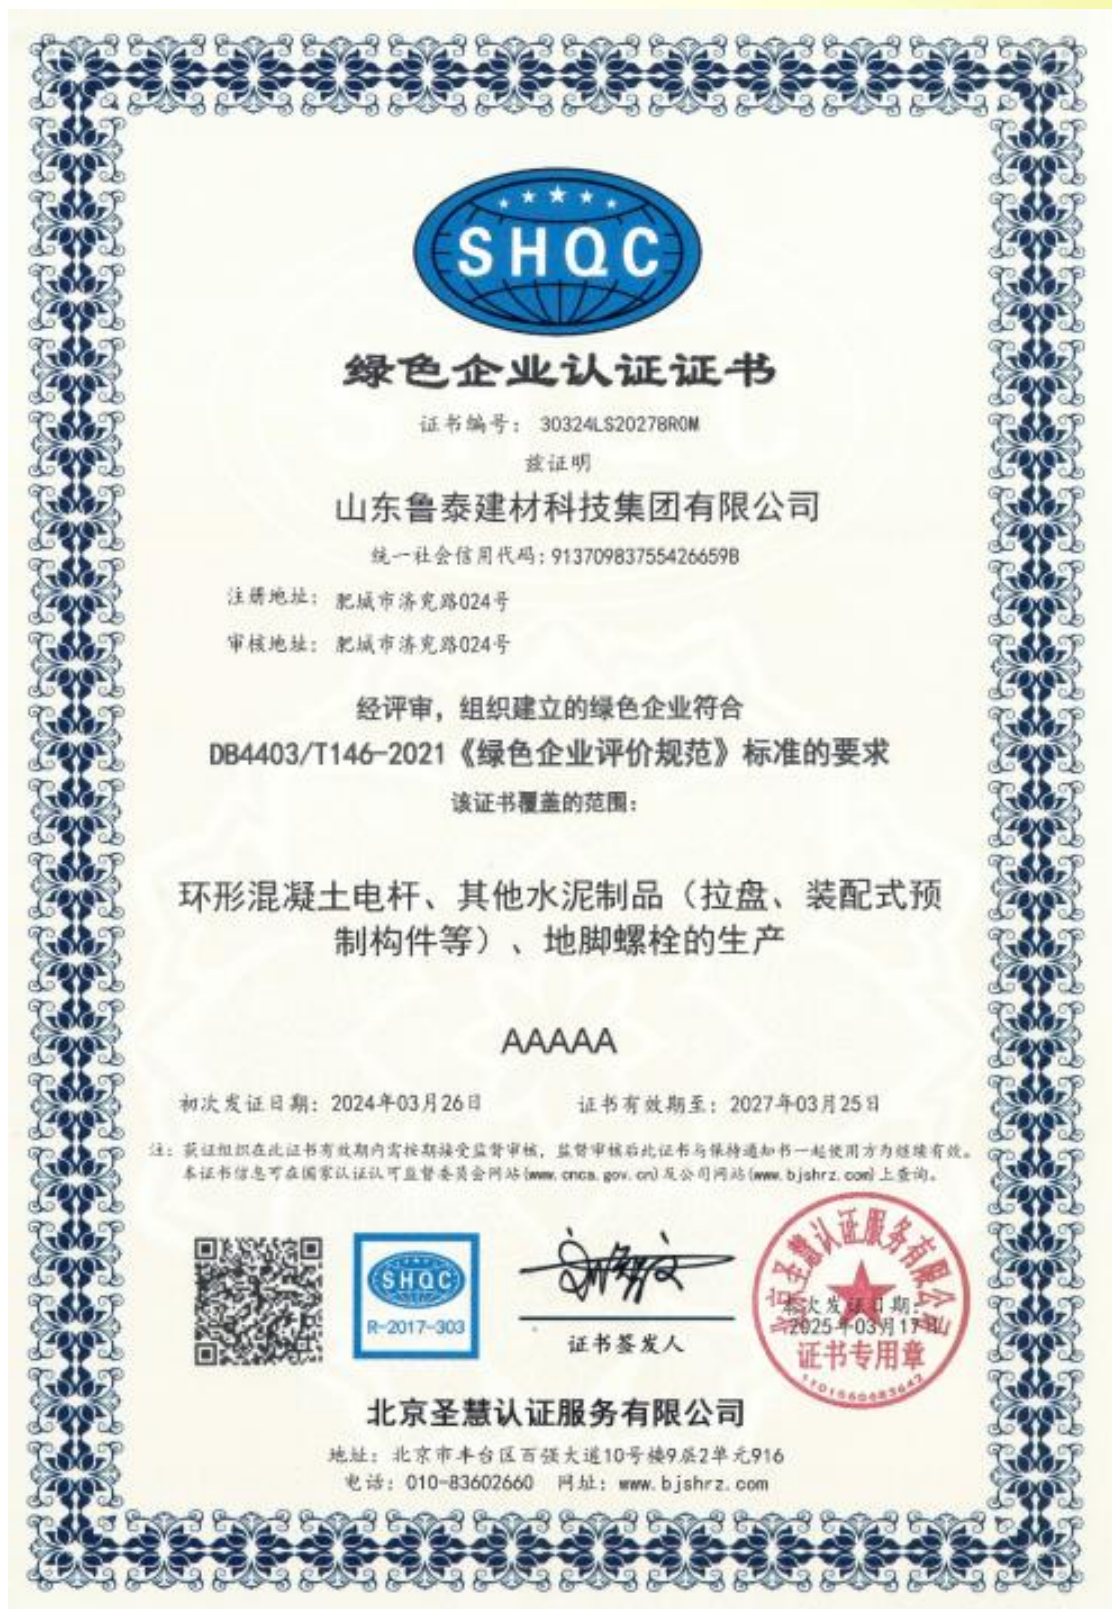 SHQC
绿色企业认证证书
证书编号： 30324LS20278R0M
兹证明
山东鲁泰建材科技集团有限公司
统一社会信用代码：91370983755426659B
注册地址： 肥城市济兖路024号
审核地址： 肥城市济兖路024号
经评审，组织建立的绿色企业符合
DB4403/T146-2021《绿色企业评价规范》标准的要求
该证书覆盖的范围：
环形混凝土电杆、其他水泥制品（拉盘、装配式预
制构件等）、地脚螺栓的生产
AAAAA
初次发证日期：2024年03月26日 证书有效期至：2027年03月25日
注：获证组织在此证书有效期内需按期接受监督审核，监督审核后此证书与保持通知书一起使用方为继续有效。
本证书信息可在国家认证认可监督委员会网站(www.cnca.gov.cn)及公司网站(www.bjshrz.com)上查询。
SHQC
R-2017-303
证书签发人
北京圣慧认证服务有限公司
本次发证日期：
2025年03月17日
证书专用章
北京圣慧认证服务有限公司
地址：北京市丰台区百强大道10号楼9层2单元916
电话：010-83602660 网址：www.bjshrz.com